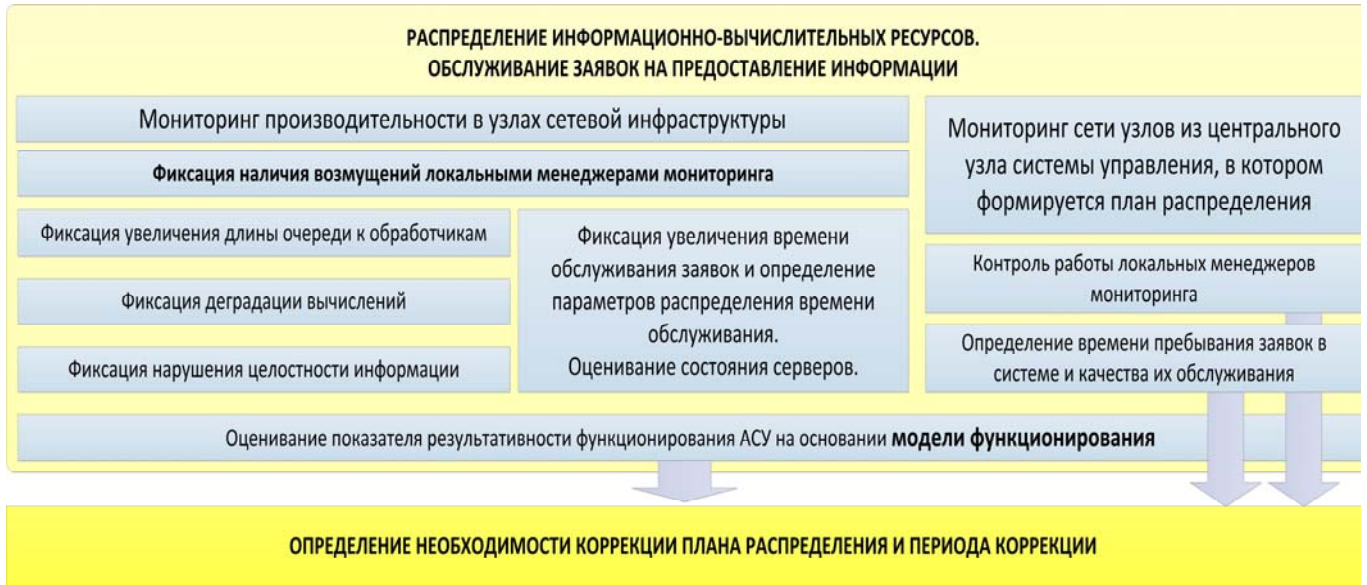 РАСПРЕДЕЛЕНИЕ ИНФОРМАЦИОННО-ВЫЧИСЛИТЕЛЬНЫХ РЕСУРСОВ.
ОБСЛУЖИВАНИЕ ЗАЯВОК НА ПРЕДОСТАВЛЕНИЕ ИНФОРМАЦИИ
Мониторинг производительности в узлах сетевой инфраструктуры
Фиксация наличия возмущений локальными менеджерами мониторинга
Фиксация увеличения длины очереди к обработчикам
Фиксация деградации вычислений
Фиксация нарушения целостности информации
Фиксация увеличения времени
обслуживания заявок и определение
параметров распределения времени
обслуживания.
Оценивание состояния серверов.
Мониторинг сети узлов из центрального
узла системы управления, в котором
формируется план распределения
Контроль работы локальных менеджеров
мониторинга
Определение времени пребывания заявок в
системе и качества их обслуживания
Оценивание показателя результативности функционирования АСУ на основании модели функционирования
ОПРЕДЕЛЕНИЕ НЕОБХОДИМОСТИ КОРРЕКЦИИ ПЛАНА РАСПРЕДЕЛЕНИЯ И ПЕРИОДА КОРРЕКЦИИ